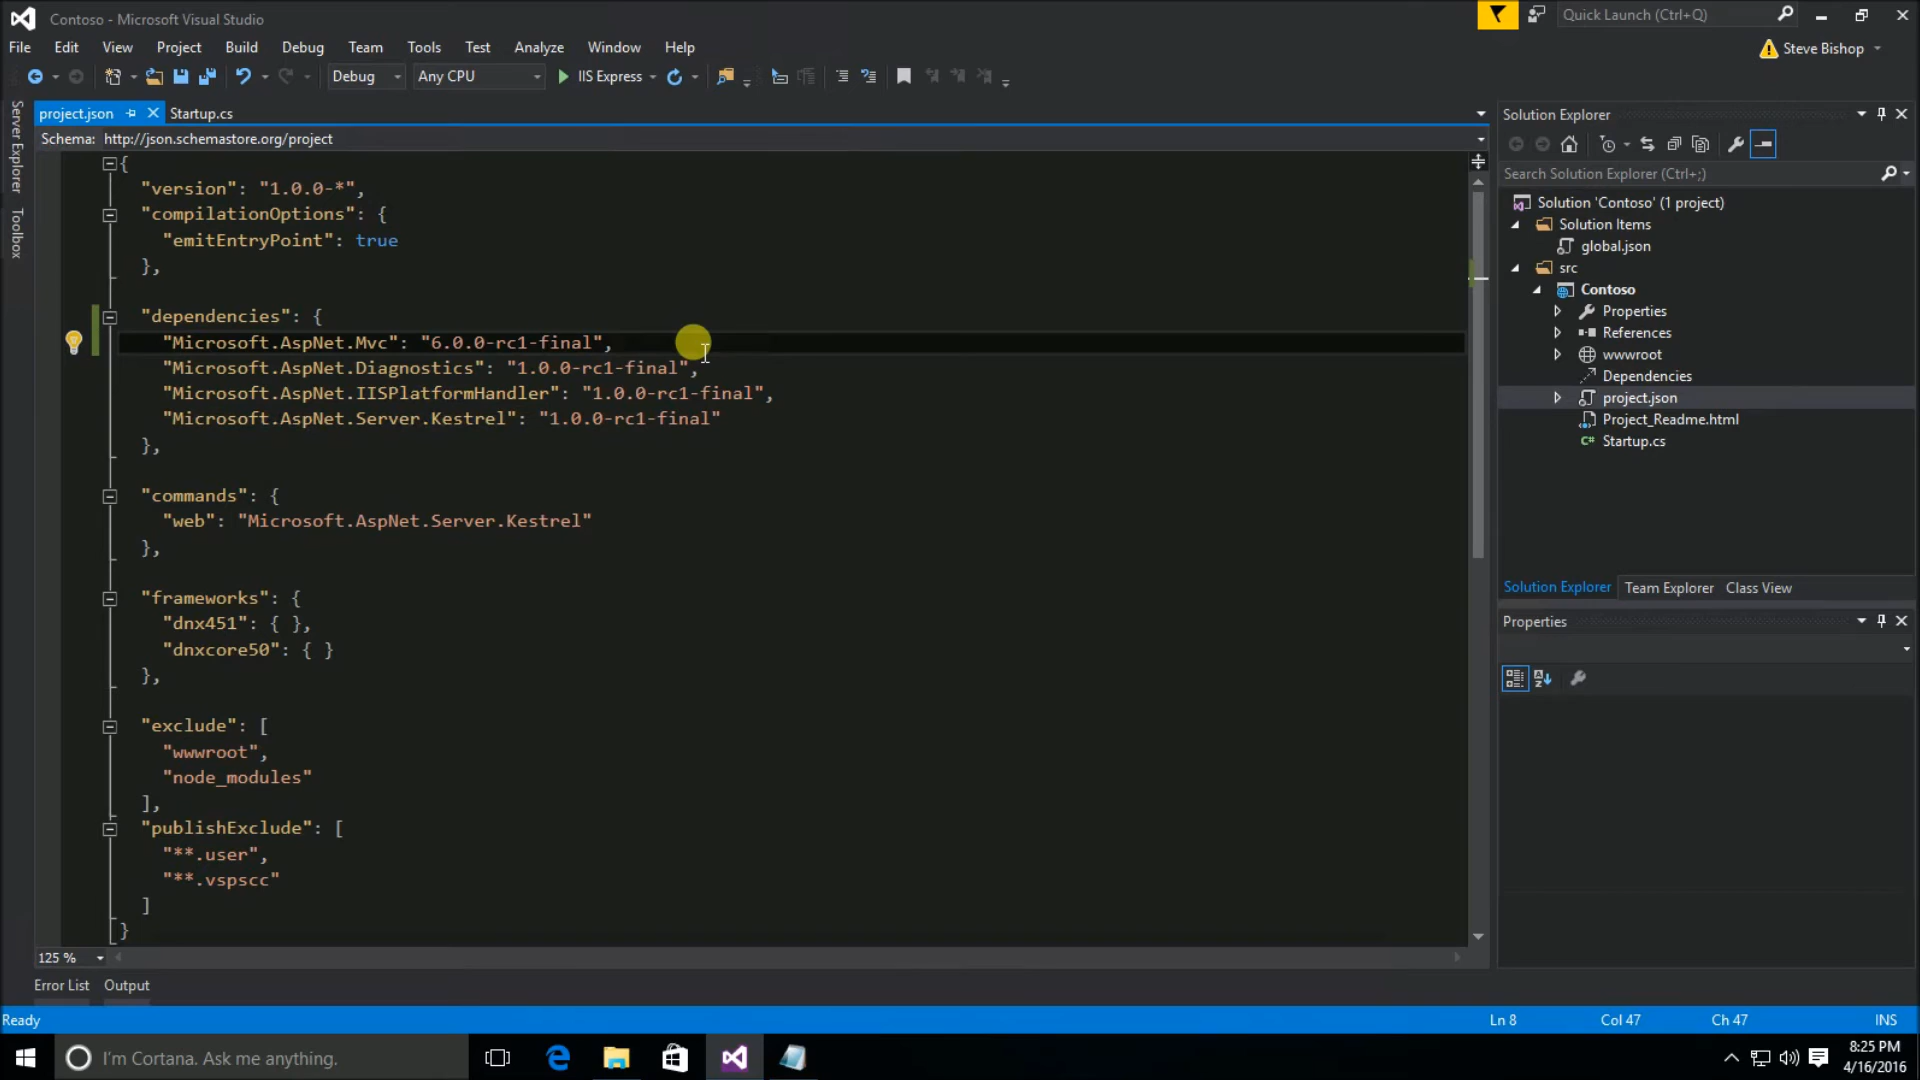 Contoso - Microsoft Visual Studio
Quick Launch (Ctrl+Q)
File Edit View Project Build Debug Team Tools Test Analyze Window Help
Steve Bishop
Debug Any CPU IIS Express
Server Explorer
Toolbox
project.json Startup.cs
Schema: http://json.schemastore.org/project
{
"version": "1.0.0-*",
"compilationOptions": {
"emitEntryPoint": true
},
"dependencies": {
"Microsoft.AspNet.Mvc": "6.0.0-rc1-final",
"Microsoft.AspNet.Diagnostics": "1.0.0-rc1-final",
"Microsoft.AspNet.IISPlatformHandler": "1.0.0-rc1-final",
"Microsoft.AspNet.Server.Kestrel": "1.0.0-rc1-final"
},
"commands": {
"web": "Microsoft.AspNet.Server.Kestrel"
},
"frameworks": {
"dnx451": { },
"dnxcore50": { }
},
"exclude": [
"wwwroot",
"node_modules"
],
"publishExclude": [
"**.user",
"**.vspscc"
]
}
125 %
Error List Output
Solution Explorer
Search Solution Explorer (Ctrl+;)
Solution 'Contoso' (1 project)
Solution Items
global.json
src
Contoso
Properties
References
wwwroot
Dependencies
project.json
Project_Readme.html
Startup.cs
Solution Explorer Team Explorer Class View
Properties
Ready Ln 8 Col 47 Ch 47 INS
I'm Cortana. Ask me anything.
8:25 PM
4/16/2016